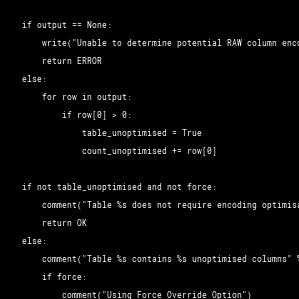 if output == None:
write("Unable to determine potential RAW column enc
return ERROR
else:
for row in output:
if row[0] > 0:
table_unoptimised = True
count_unoptimised += row[0]
if not table_unoptimised and not force:
comment("Table %s does not require encoding optimis
return OK
else:
comment("Table %s contains %s unoptimised columns" %
if force:
comment("Using Force Override Option")